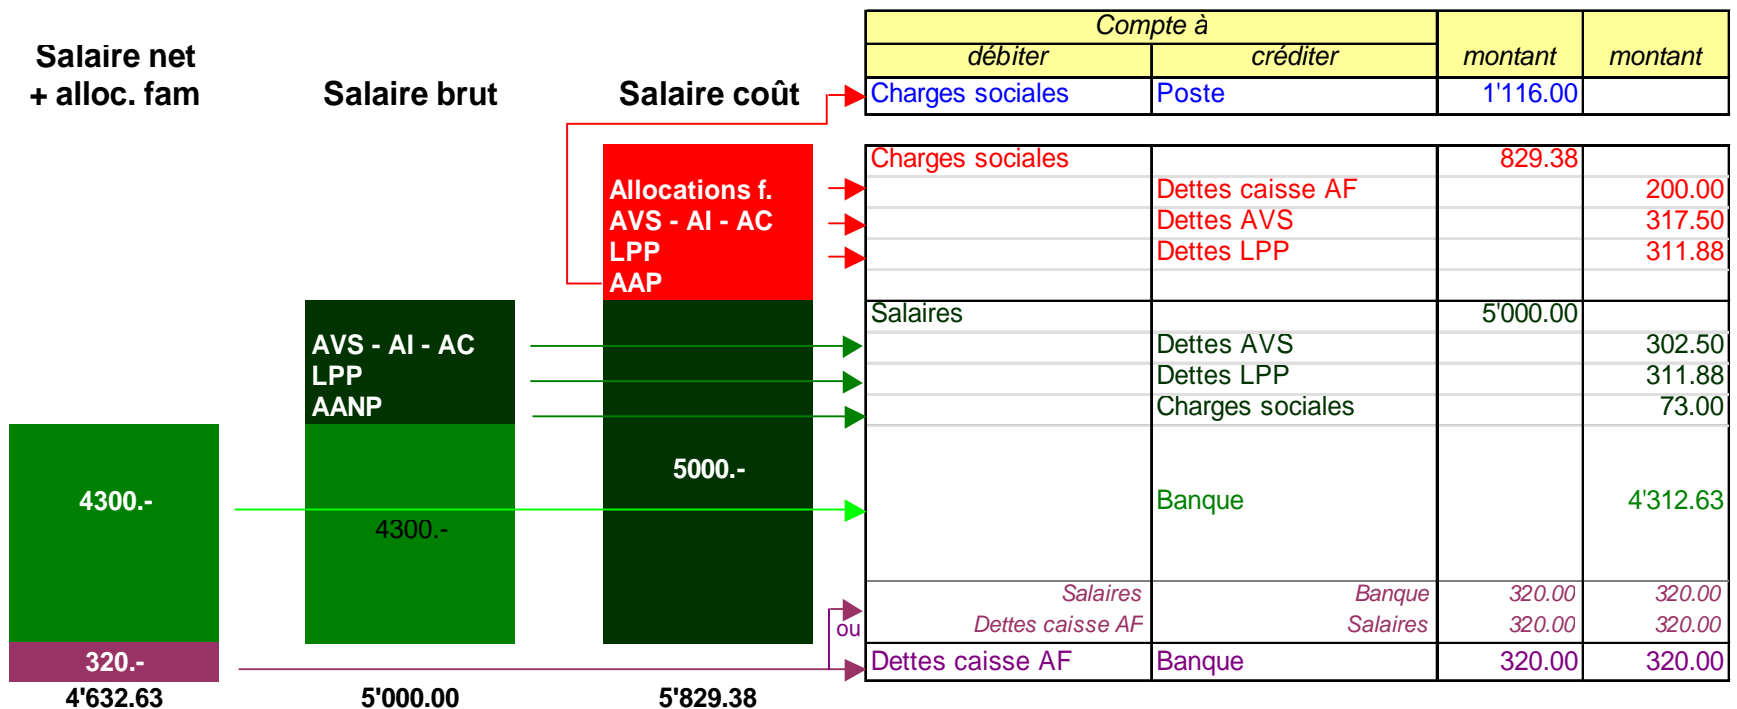 Salaire net
+ alloc. fam
Salaire brut
Salaire coût
Compte à
débiter créditer montant montant
Charges sociales Poste 1'116.00
Charges sociales 829.38
Allocations f. Dettes caisse AF 200.00
AVS - AI - AC Dettes AVS 317.50
LPP Dettes LPP 311.88
AAP
Salaires 5'000.00
AVS - AI - AC Dettes AVS 302.50
LPP Dettes LPP 311.88
AANP Charges sociales 73.00
5000.-
4300.- Banque 4'312.63
4300.-
Salaires Banque 320.00 320.00
ou Dettes caisse AF Salaires 320.00 320.00
320.- Dettes caisse AF Banque 320.00 320.00
4'632.63 5'000.00 5'829.38